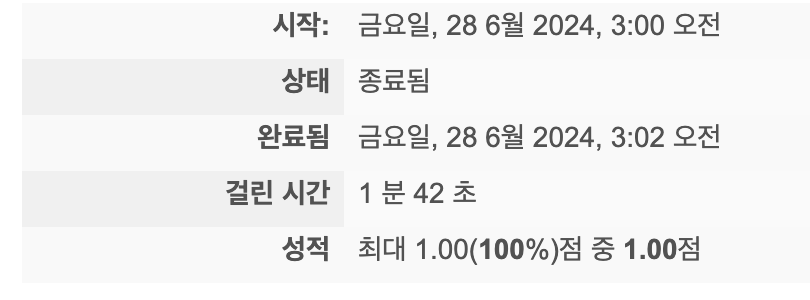 시작: 금요일, 28 6월 2024, 3:00 오전
상태 종료됨
완료됨 금요일, 28 6월 2024, 3:02 오전
걸린 시간 1 분 42 초
성적 최대 1.00(100%)점 중 1.00점